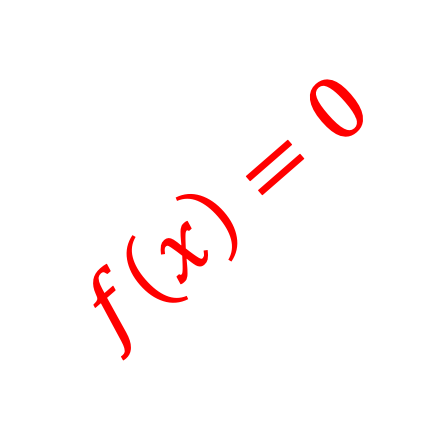 f(x) = 0